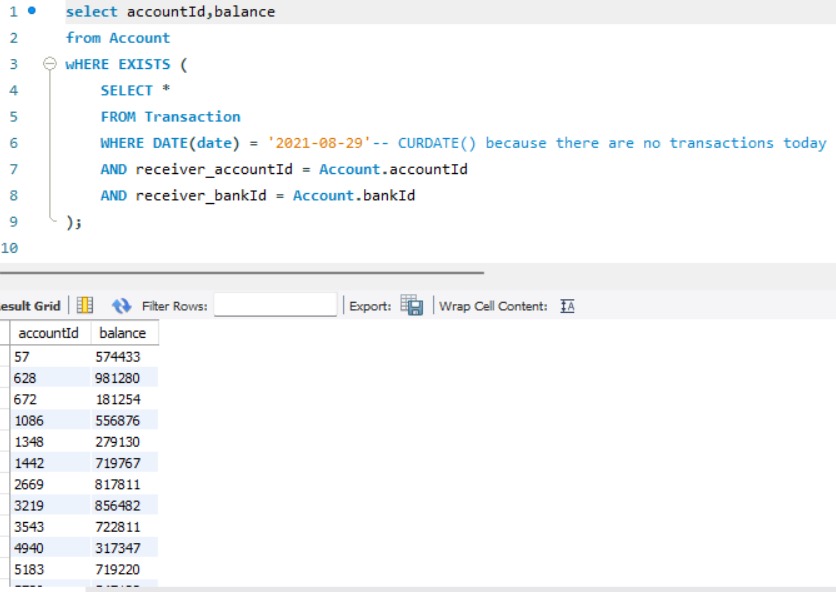 1 select accountId,balance
2 from Account
3 wHERE EXISTS (
4 SELECT *
5 FROM Transaction
6 WHERE DATE(date) = '2021-08-29'-- CURDATE() because there are no transactions today
7 AND receiver_accountId = Account.accountId
8 AND receiver_bankId = Account.bankId
9 );
10
esult Grid Filter Rows: Export: Wrap Cell Content: IA
accountId balance
57 574433
628 981280
672 181254
1086 556876
1348 279130
1442 719767
2669 817811
3219 856482
3543 722811
4940 317347
5183 719220